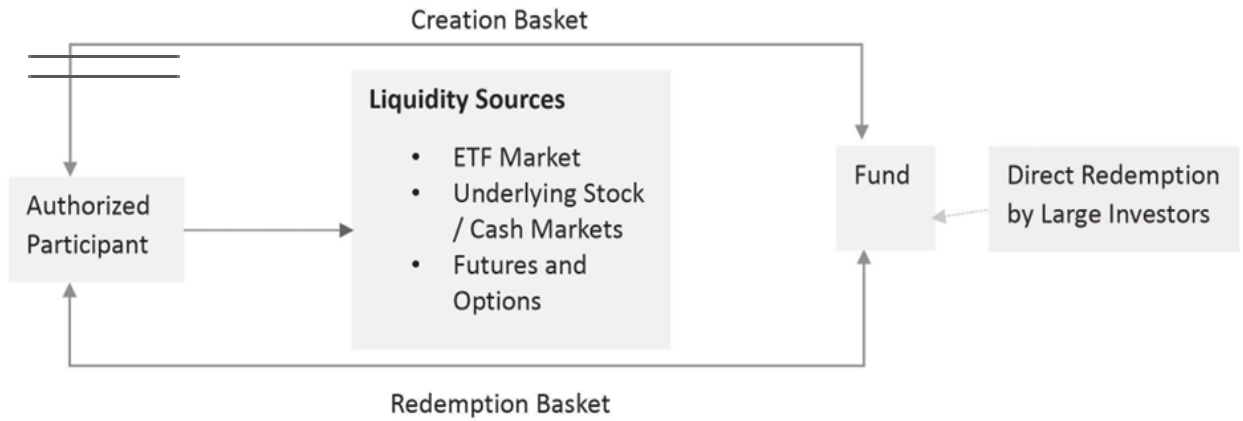 Creation Basket
Liquidity Sources
• ETF Market
• Underlying Stock
/ Cash Markets
• Futures and
Options
Authorized
Participant
Fund
Direct Redemption
by Large Investors
Redemption Basket